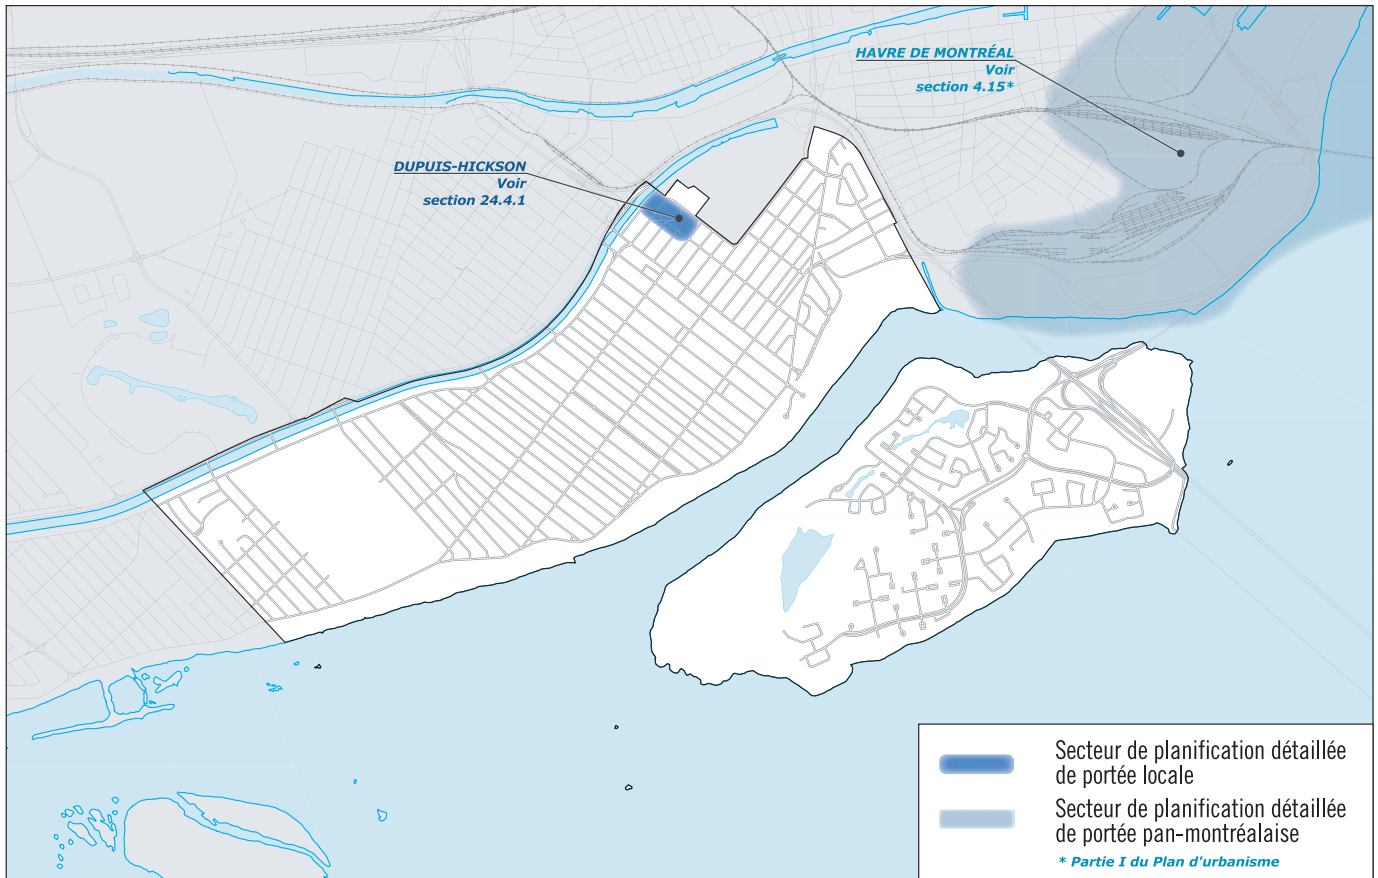 HAVRE DE MONTRÉAL
Voir
section 4.15*
DUPUIS-HICKSON
Voir
section 24.4.1
Secteur de planification détaillée
de portée locale
Secteur de planification détaillée
de portée pan-montréalaise
* Partie I du Plan d'urbanisme